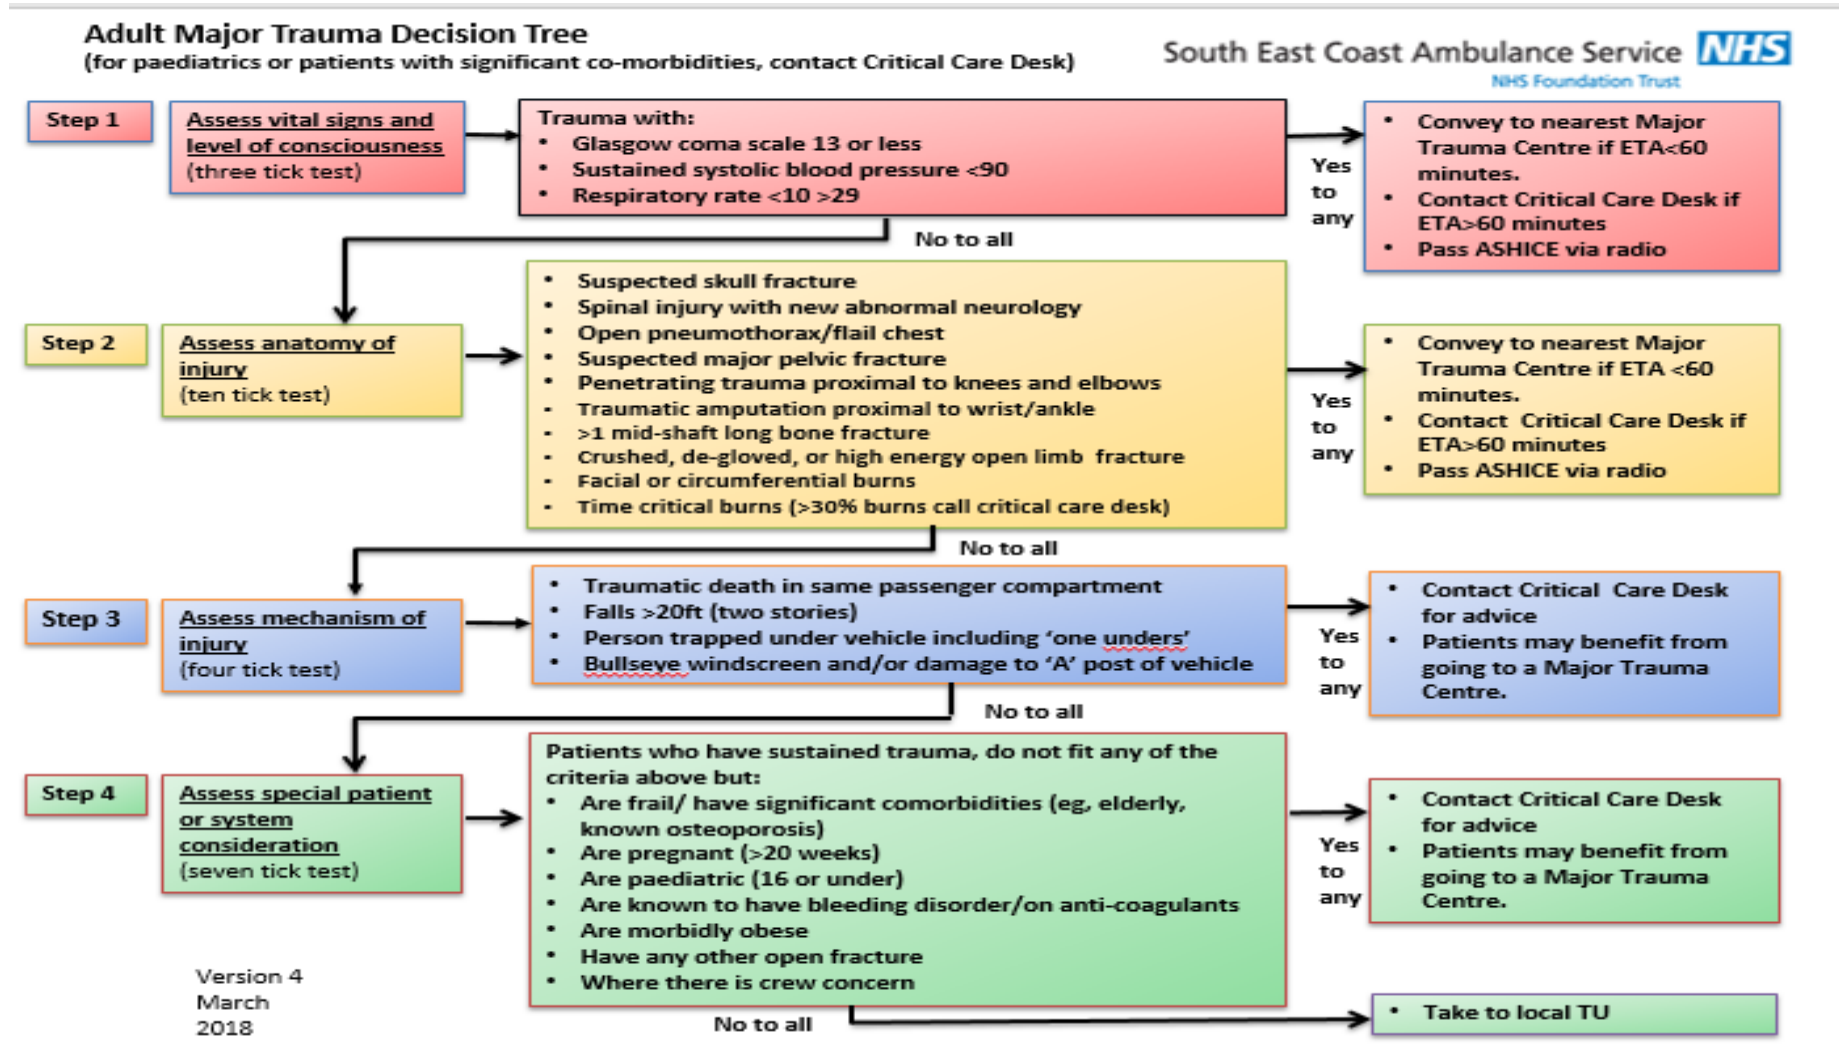 Adult Major Trauma Decision Tree
(for paediatrics or patients with significant co-morbidities, contact Critical Care Desk)
South East Coast Ambulance Service NHS
NHS Foundation Trust
Step 1
Assess vital signs and
level of consciousness
(three tick test)
Trauma with:
• Glasgow coma scale 13 or less
• Sustained systolic blood pressure <90
• Respiratory rate <10 >29
Yes
to
any
• Convey to nearest Major
Trauma Centre if ETA<60
minutes.
• Contact Critical Care Desk if
ETA>60 minutes
• Pass ASHICE via radio
No to all
Step 2
Assess anatomy of
injury
(ten tick test)
• Suspected skull fracture
• Spinal injury with new abnormal neurology
• Open pneumothorax/flail chest
• Suspected major pelvic fracture
• Penetrating trauma proximal to knees and elbows
• Traumatic amputation proximal to wrist/ankle
• >1 mid-shaft long bone fracture
• Crushed, de-gloved, or high energy open limb fracture
• Facial or circumferential burns
• Time critical burns (>30% burns call critical care desk)
Yes
to
any
• Convey to nearest Major
Trauma Centre if ETA <60
minutes.
• Contact Critical Care Desk if
ETA>60 minutes
• Pass ASHICE via radio
No to all
Step 3
Assess mechanism of
injury
(four tick test)
• Traumatic death in same passenger compartment
• Falls >20ft (two stories)
• Person trapped under vehicle including ‘one unders’
• Bullseye windscreen and/or damage to ‘A’ post of vehicle
Yes
to
any
• Contact Critical Care Desk
for advice
• Patients may benefit from
going to a Major Trauma
Centre.
No to all
Step 4
Assess special patient
or system
consideration
(seven tick test)
Patients who have sustained trauma, do not fit any of the
criteria above but:
• Are frail/ have significant comorbidities (eg, elderly,
known osteoporosis)
• Are pregnant (>20 weeks)
• Are paediatric (16 or under)
• Are known to have bleeding disorder/on anti-coagulants
• Are morbidly obese
• Have any other open fracture
• Where there is crew concern
Yes
to
any
• Contact Critical Care Desk
for advice
• Patients may benefit from
going to a Major Trauma
Centre.
No to all
• Take to local TU
Version 4
March
2018